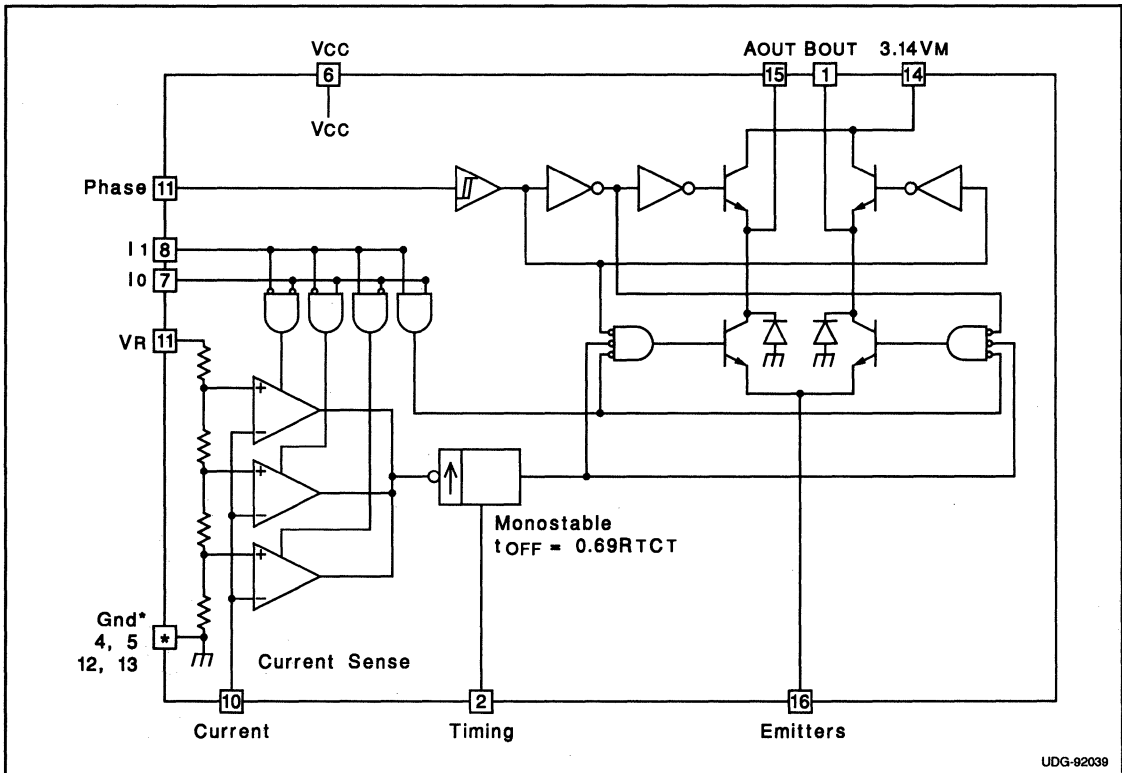 VCC
AOUT BOUT 3.14VM
6
15
1
14
VCC
Phase 11
I1 8
I0 7
VR 11
+
−
+
−
+
−
Monostable
tOFF = 0.69RTCT
Gnd*
4, 5
12, 13
*
Current Sense
10
2
16
Current
Timing
Emitters
UDG-92039